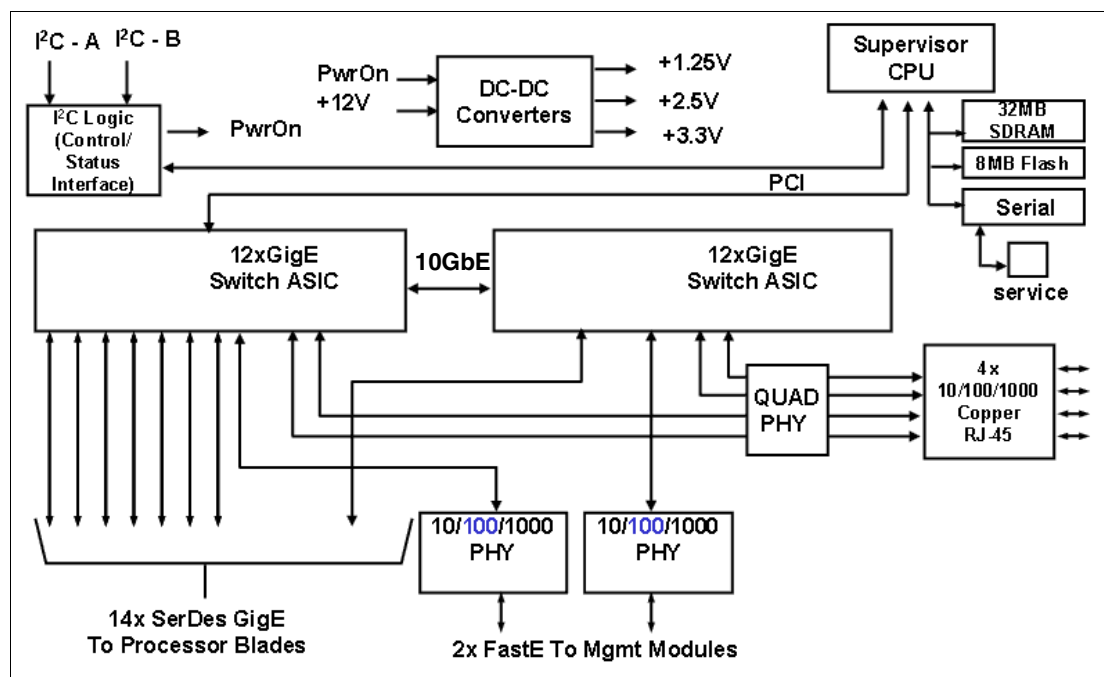 I²C - A
I²C - B
I²C Logic
(Control/
Status
Interface)
PwrOn
PwrOn
+12V
DC-DC
Converters
+1.25V
+2.5V
+3.3V
Supervisor
CPU
32MB
SDRAM
8MB Flash
Serial
service
PCI
12xGigE
Switch ASIC
10GbE
12xGigE
Switch ASIC
QUAD
PHY
4x
10/100/1000
Copper
RJ-45
10/100/1000
PHY
10/100/1000
PHY
14x SerDes GigE
To Processor Blades
2x FastE To Mgmt Modules